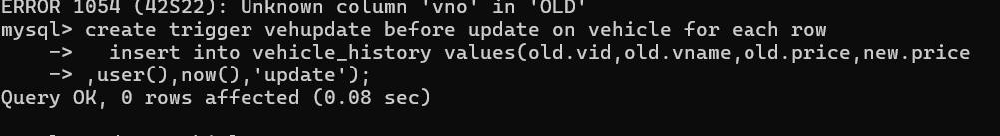 ERROR 1054 (42S22): Unknown column 'vno' in 'OLD'
mysql> create trigger vehupdate before update on vehicle for each row
    ->   insert into vehicle_history values(old.vid,old.vname,old.price,new.price
    -> ,user(),now(),'update');
Query OK, 0 rows affected (0.08 sec)